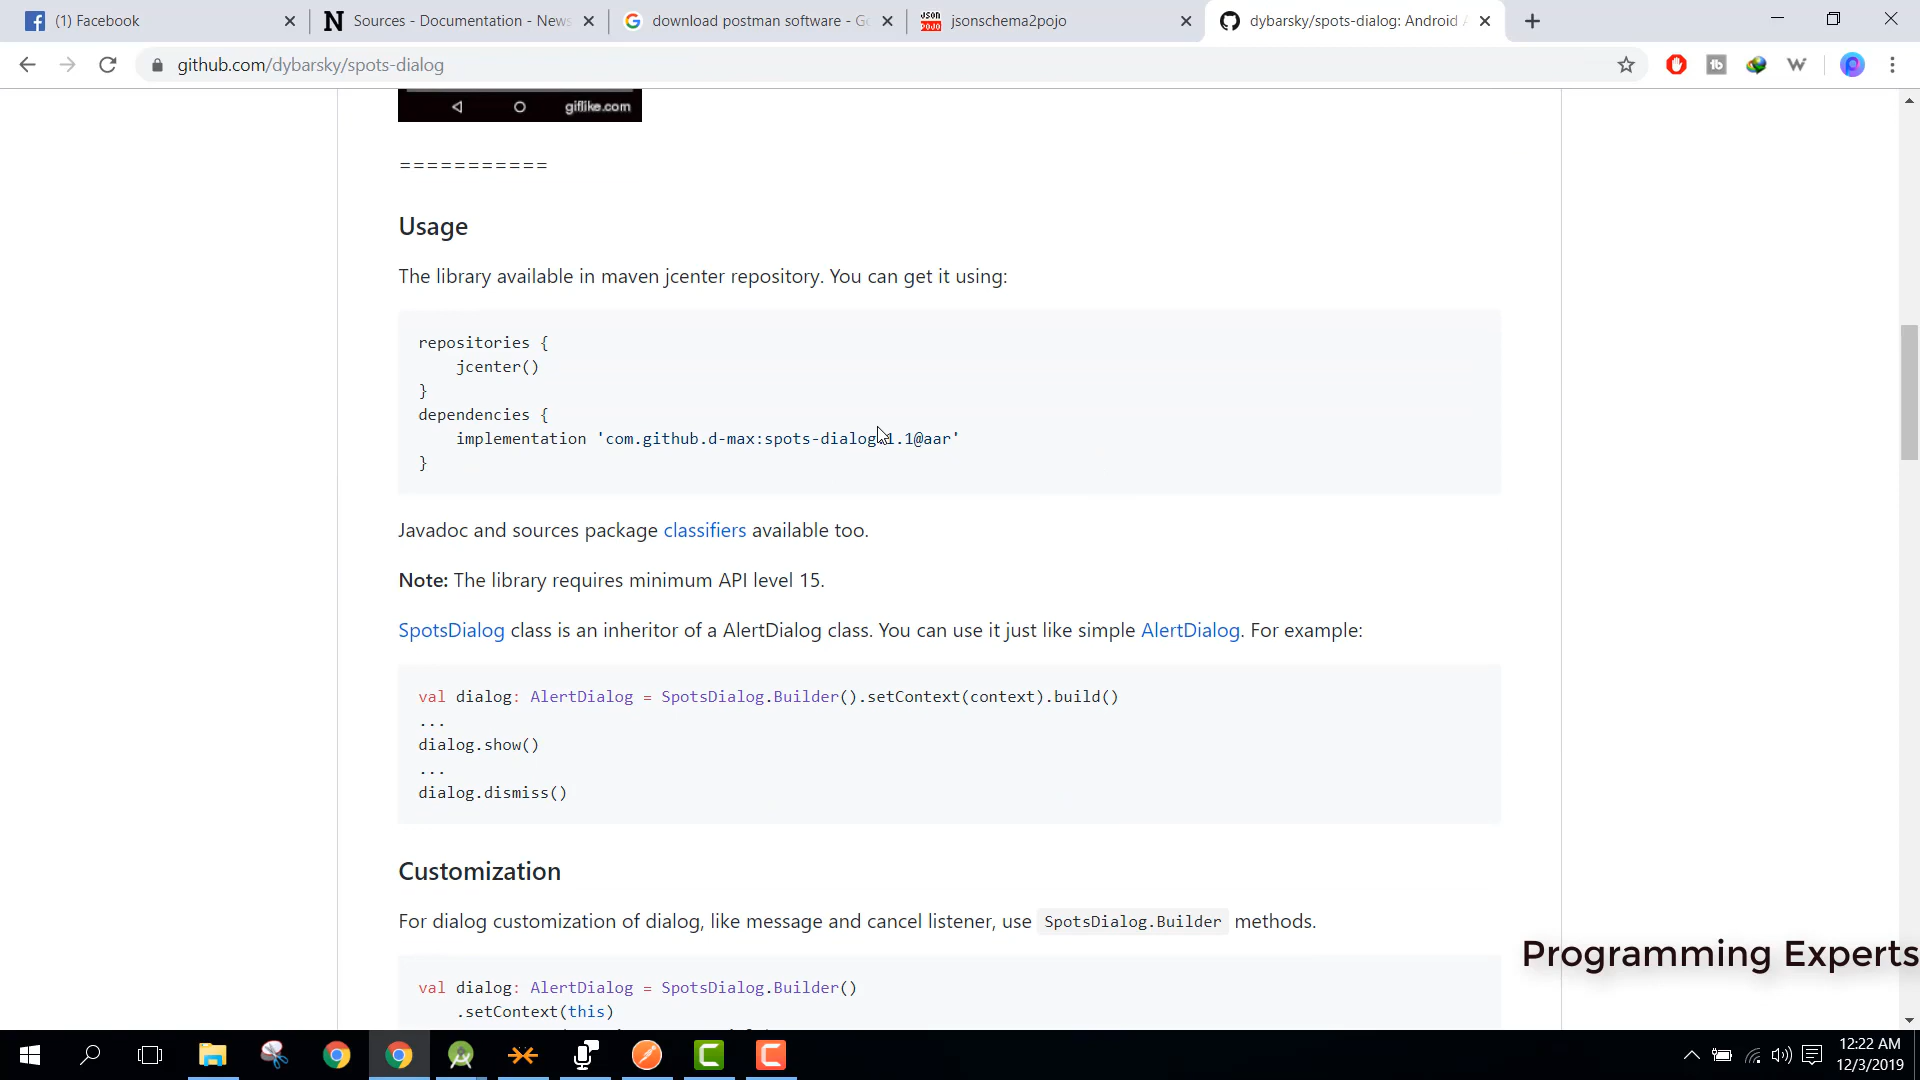 (1) Facebook
Sources - Documentation - News
download postman software - Go
JSON POJO
jsonschema2pojo
dybarsky/spots-dialog: Android A
github.com/dybarsky/spots-dialog
giflike.com
===========
Usage
The library available in maven jcenter repository. You can get it using:
repositories {
jcenter()
}
dependencies {
implementation 'com.github.d-max:spots-dialog:1.1@aar'
}
Javadoc and sources package classifiers available too.
Note: The library requires minimum API level 15.
SpotsDialog class is an inheritor of a AlertDialog class. You can use it just like simple AlertDialog. For example:
val dialog: AlertDialog = SpotsDialog.Builder().setContext(context).build()
...
dialog.show()
...
dialog.dismiss()
Customization
For dialog customization of dialog, like message and cancel listener, use SpotsDialog.Builder methods.
Programming Experts
val dialog: AlertDialog = SpotsDialog.Builder()
.setContext(this)
12:22 AM
12/3/2019